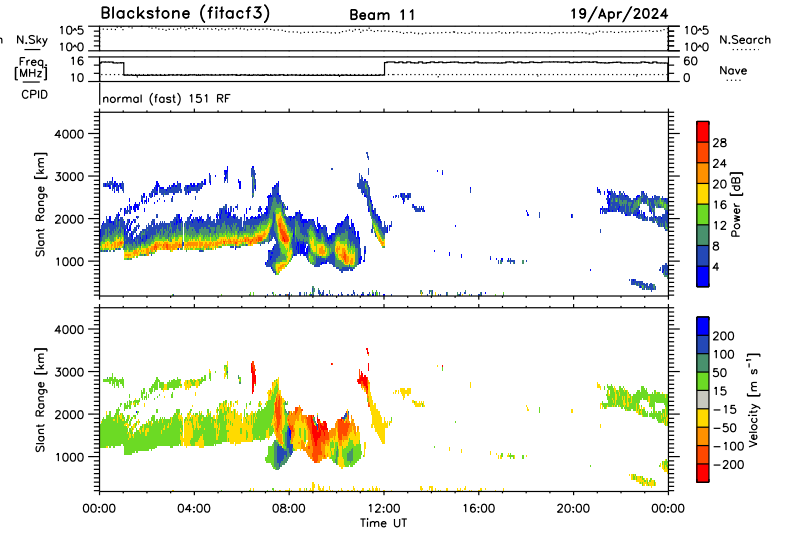 Blackstone (fitacf3) Beam 11 19/Apr/2024
N.Sky 10^5 10^0 10^5 10^0 N.Search
Freq. [MHz] 16 10 60 0 Nave
CPID normal (fast) 151 RF
Slant Range [km] 4000 3000 2000 1000
28 24 20 16 12 8 4 Power [dB]
Slant Range [km] 4000 3000 2000 1000
200 100 50 15 −15 −50 −100 −200 Velocity [m s⁻¹]
00:00 04:00 08:00 12:00 16:00 20:00 00:00
Time UT